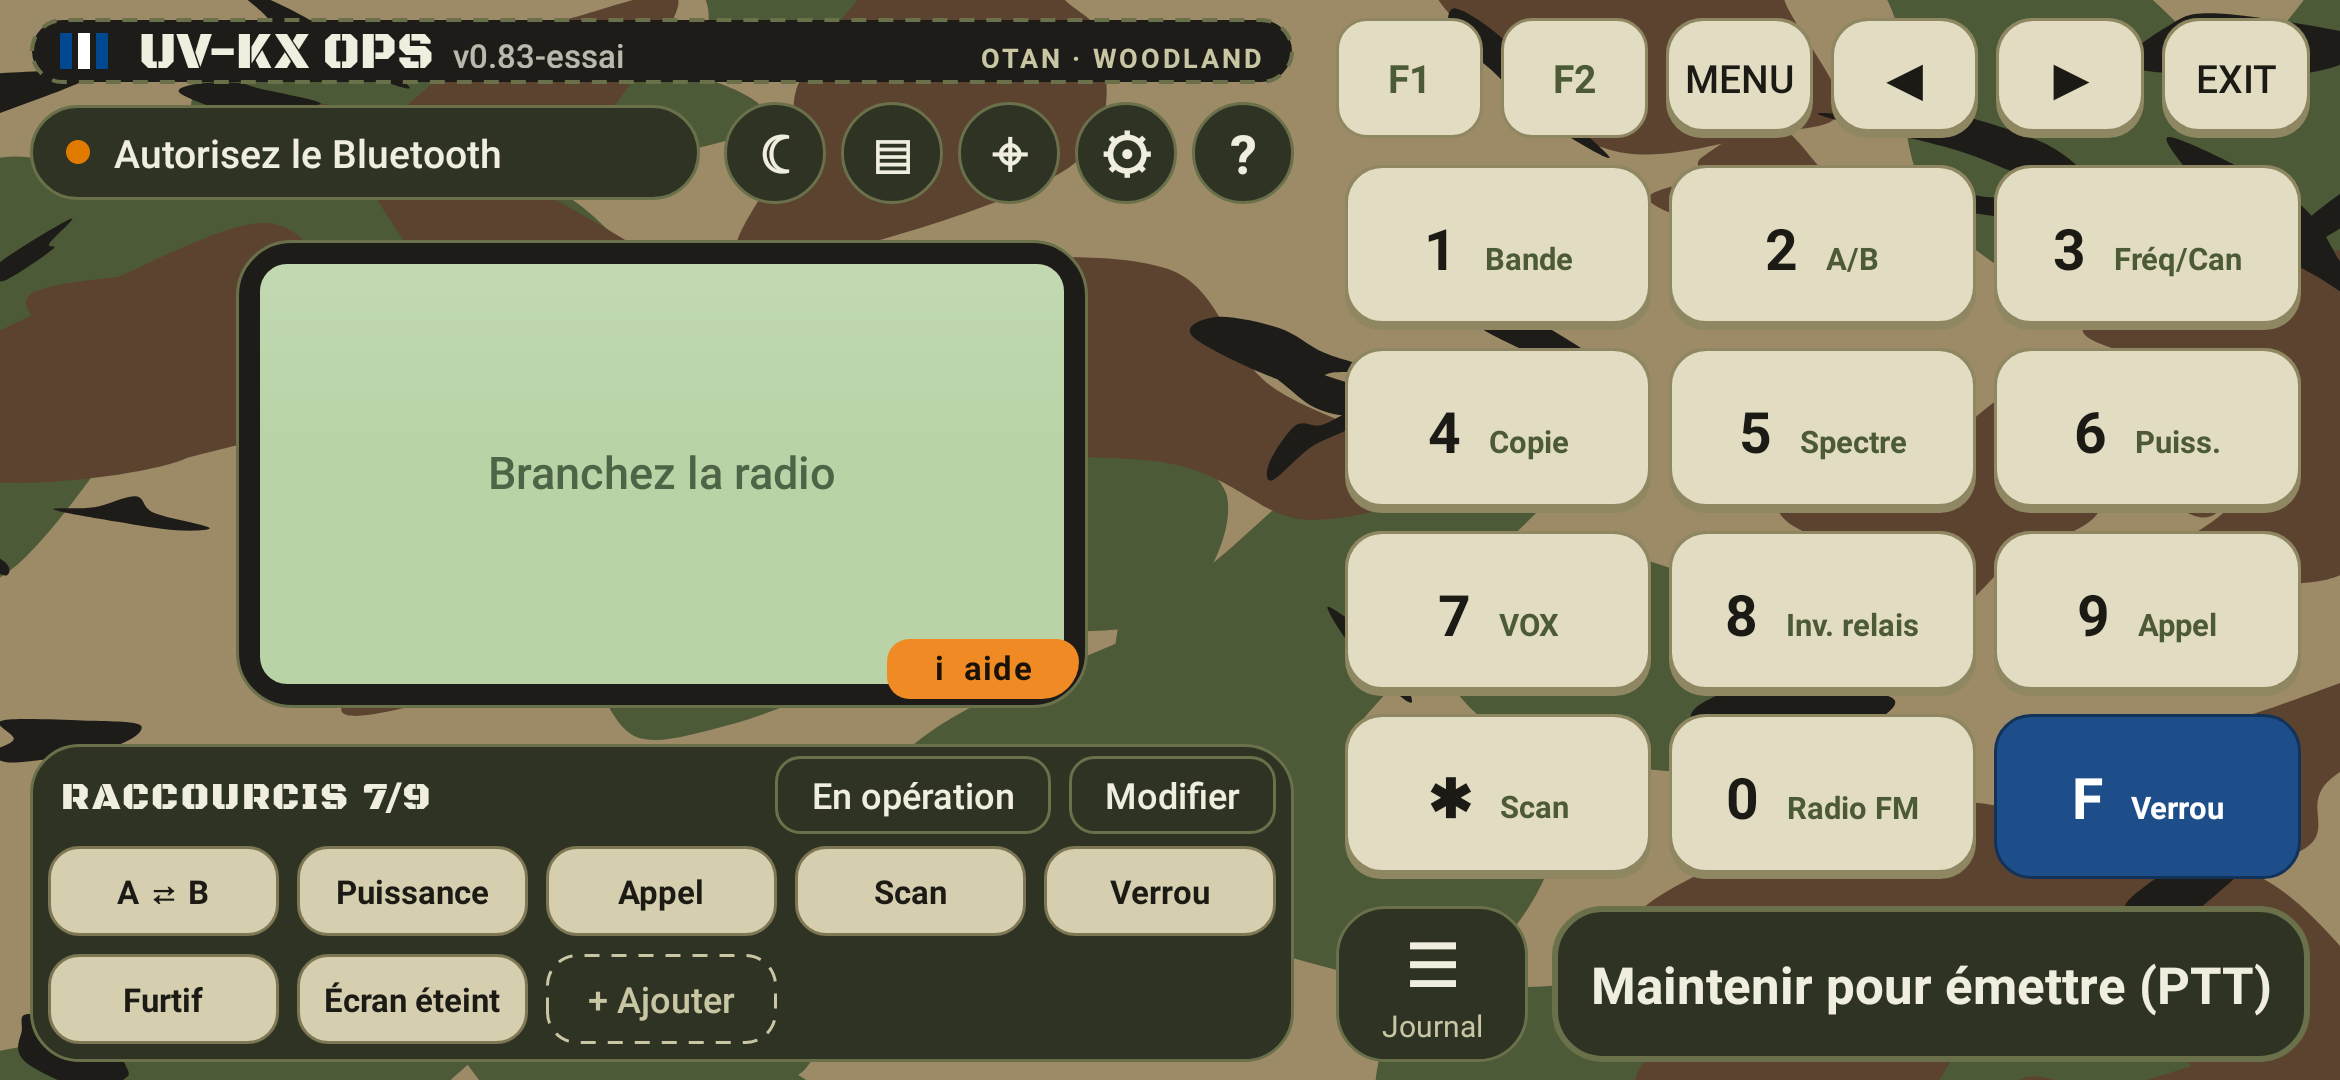 UV-KX OPS v0.83-essai OTAN · WOODLAND
Autorisez le Bluetooth
?
Branchez la radio
i aide
RACCOURCIS 7/9
En opération
Modifier
A ⇄ B
Puissance
Appel
Scan
Verrou
Furtif
Écran éteint
+ Ajouter
F1
F2
MENU
◀
▶
EXIT
1 Bande
2 A/B
3 Fréq/Can
4 Copie
5 Spectre
6 Puiss.
7 VOX
8 Inv. relais
9 Appel
✱ Scan
0 Radio FM
F Verrou
Journal
Maintenir pour émettre (PTT)